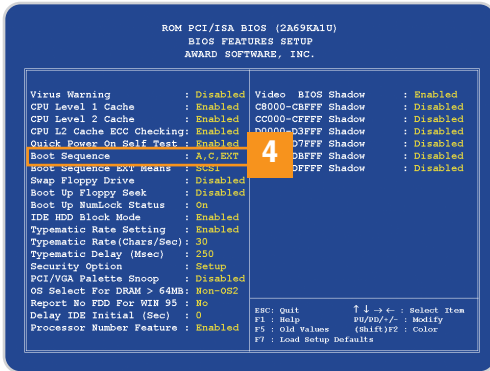 ROM PCI/ISA BIOS (2A69KA1U)
BIOS FEATURES SETUP
AWARD SOFTWARE, INC.
Virus Warning : Disabled
CPU Level 1 Cache : Enabled
CPU Level 2 Cache : Enabled
CPU L2 Cache ECC Checking: Enabled
Quick Power On Self Test : Enabled
Boot Sequence : A,C,EXT
Boot Sequence EXT Means : SCSI
Swap Floppy Drive : Disabled
Boot Up Floppy Seek : Disabled
Boot Up NumLock Status : On
IDE HDD Block Mode : Enabled
Typematic Rate Setting : Enabled
Typematic Rate(Chars/Sec): 30
Typematic Delay (Msec) : 250
Security Option : Setup
PCI/VGA Palette Snoop : Disabled
OS Select For DRAM > 64MB: Non-OS2
Report No FDD For WIN 95 : No
Delay IDE Initial (Sec) : 0
Processor Number Feature : Enabled
Video BIOS Shadow : Enabled
C8000-CBFFF Shadow : Disabled
CC000-CFFFF Shadow : Disabled
D0000-D3FFF Shadow : Disabled
D7FFF Shadow : Disabled
DBFFF Shadow : Disabled
DFFFF Shadow : Disabled
4
ESC: Quit ↑ ↓ → ← : Select Item
F1 : Help PU/PD/+/- : Modify
F5 : Old Values (Shift)F2 : Color
F7 : Load Setup Defaults